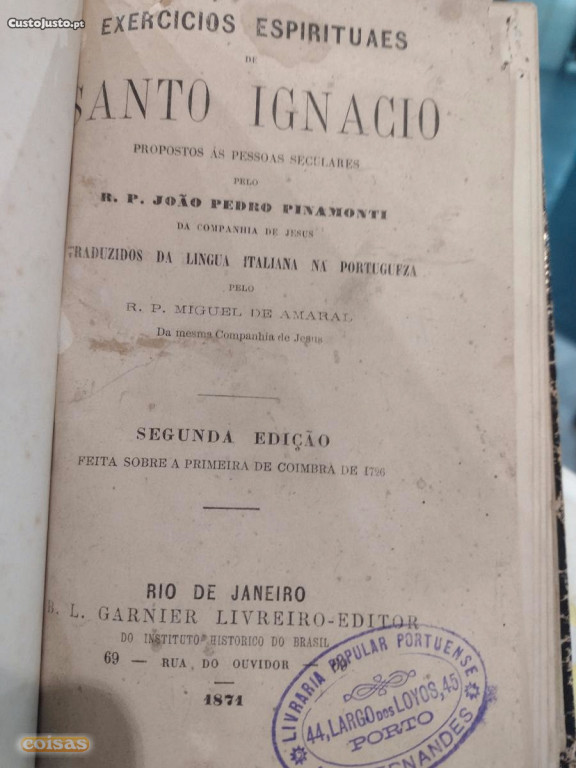 CustoJusto.pt
EXERCICIOS ESPIRITUAES
DE
SANTO IGNACIO
PROPOSTOS ÁS PESSOAS SECULARES
PELO
R. P. JOÃO PEDRO PINAMONTI
DA COMPANHIA DE JESUS
TRADUZIDOS DA LINGUA ITALIANA NA PORTUGUEZA
PELO
R. P. MIGUEL DE AMARAL
Da mesma Companhia de Jesus
SEGUNDA EDIÇÃO
FEITA SOBRE A PRIMEIRA DE COIMBRA DE 1726
RIO DE JANEIRO
B. L. GARNIER LIVREIRO-EDITOR
DO INSTITUTO HISTORICO DO BRASIL
69 — RUA DO OUVIDOR —
1871
LIVRARIA POPULAR PORTUENSE
44, LARGO DOS LOYOS, 45
PORTO
FERNANDES
coisas